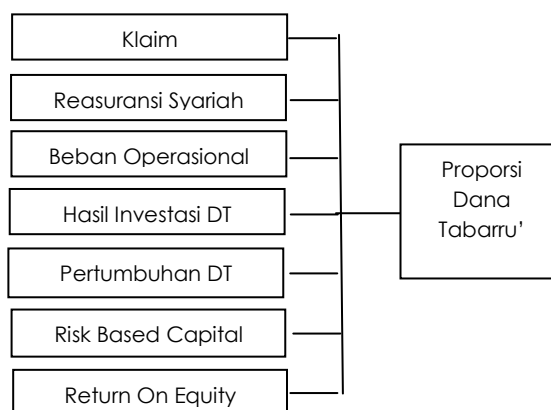 Klaim
Reasuransi Syariah
Beban Operasional
Hasil Investasi DT
Pertumbuhan DT
Risk Based Capital
Return On Equity
Proporsi
Dana
Tabarru’